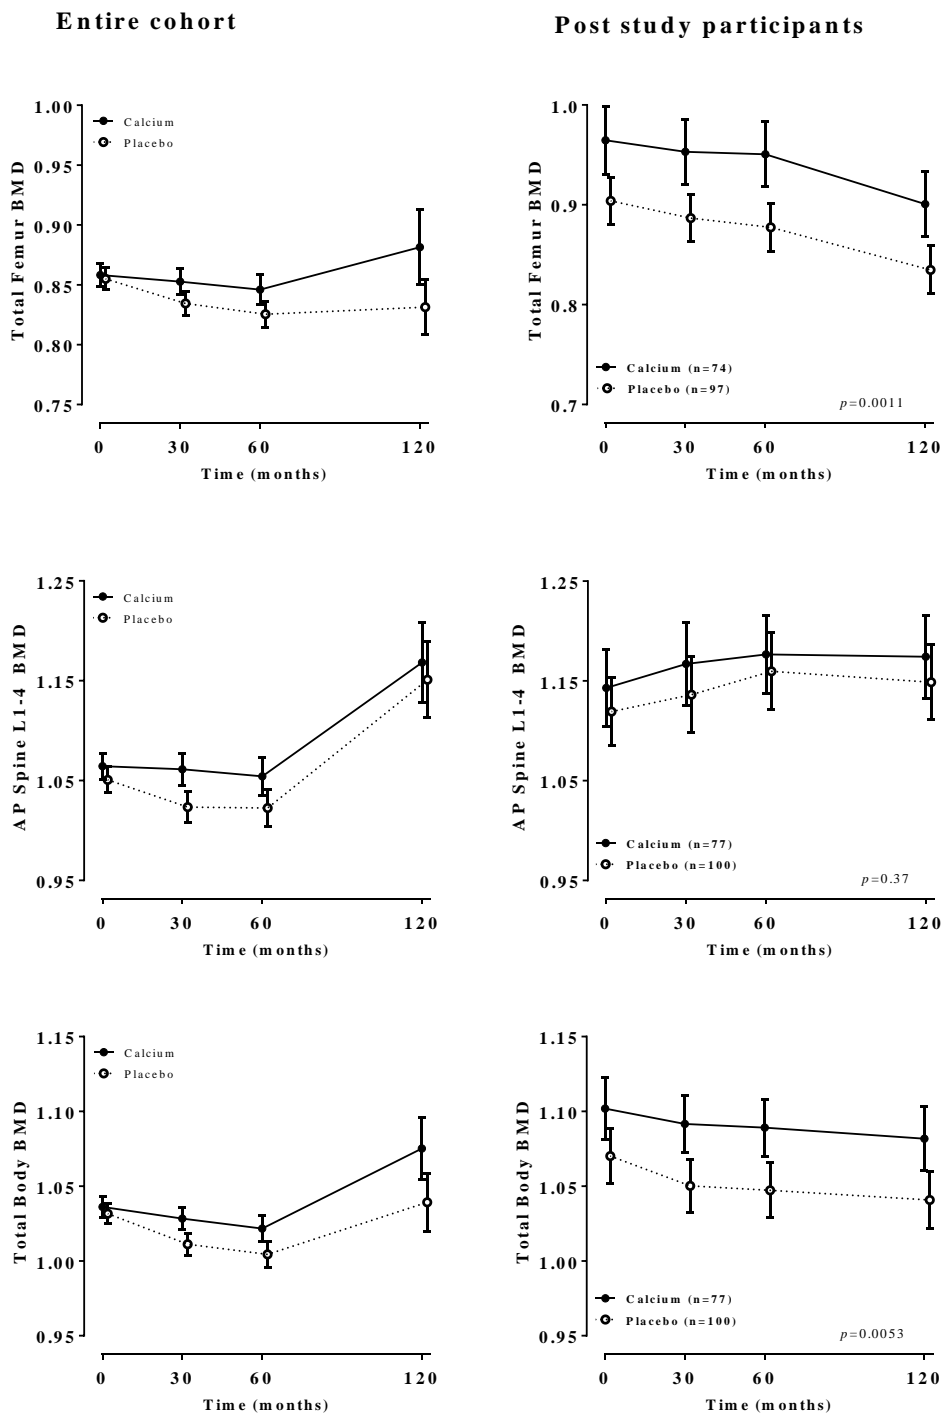 Entire cohort
Post study participants
1.00
0.95
0.90
0.85
0.80
0.75
Total Femur BMD
Calcium
Placebo
0 30 60 120
Time (months)
1.0
0.9
0.8
0.7
Total Femur BMD
Calcium (n=74)
Placebo (n=97)
p=0.0011
0 30 60 120
Time (months)
1.25
1.15
1.05
0.95
AP Spine L1-4 BMD
Calcium
Placebo
0 30 60 120
Time (months)
1.25
1.15
1.05
0.95
AP Spine L1-4 BMD
Calcium (n=77)
Placebo (n=100)
p=0.37
0 30 60 120
Time (months)
1.15
1.10
1.05
1.00
0.95
Total Body BMD
Calcium
Placebo
0 30 60 120
Time (months)
1.15
1.10
1.05
1.00
0.95
Total Body BMD
Calcium (n=77)
Placebo (n=100)
p=0.0053
0 30 60 120
Time (months)